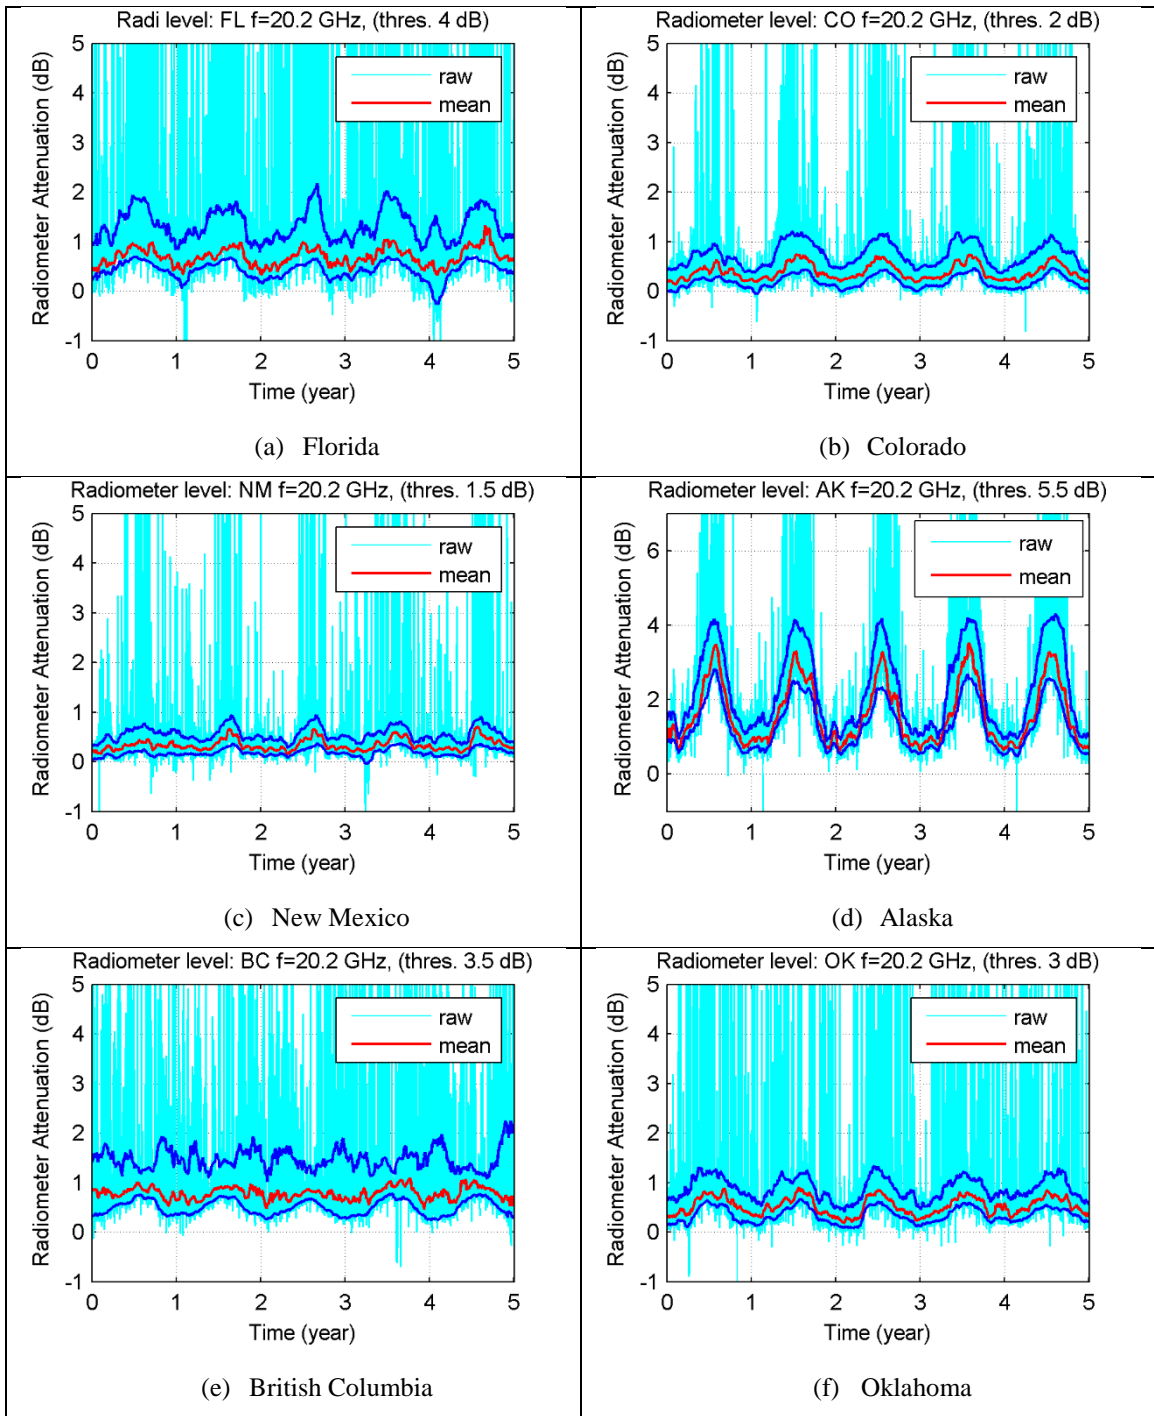 Radi level: FL f=20.2 GHz, (thres. 4 dB)
5
4
3
2
1
0
-1
Radiometer Attenuation (dB)
raw
mean
0 1 2 3 4 5
Time (year)
(a) Florida
Radiometer level: CO f=20.2 GHz, (thres. 2 dB)
5
4
3
2
1
0
-1
Radiometer Attenuation (dB)
raw
mean
0 1 2 3 4 5
Time (year)
(b) Colorado
Radiometer level: NM f=20.2 GHz, (thres. 1.5 dB)
5
4
3
2
1
0
-1
Radiometer Attenuation (dB)
raw
mean
0 1 2 3 4 5
Time (year)
(c) New Mexico
Radiometer level: AK f=20.2 GHz, (thres. 5.5 dB)
6
4
2
0
Radiometer Attenuation (dB)
raw
mean
0 1 2 3 4 5
Time (year)
(d) Alaska
Radiometer level: BC f=20.2 GHz, (thres. 3.5 dB)
5
4
3
2
1
0
-1
Radiometer Attenuation (dB)
raw
mean
0 1 2 3 4 5
Time (year)
(e) British Columbia
Radiometer level: OK f=20.2 GHz, (thres. 3 dB)
5
4
3
2
1
0
-1
Radiometer Attenuation (dB)
raw
mean
0 1 2 3 4 5
Time (year)
(f) Oklahoma